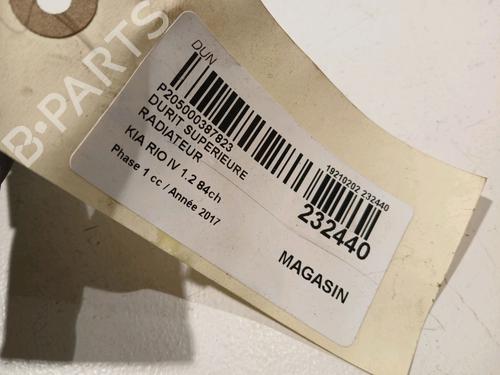 B-PARTS
DUN
P205000387823
DURIT SUPERIEURE
RADIATEUR
KIA RIO IV 1.2 84ch
Phase 1 cc / Année 2017
19210202 232440
232440
MAGASIN